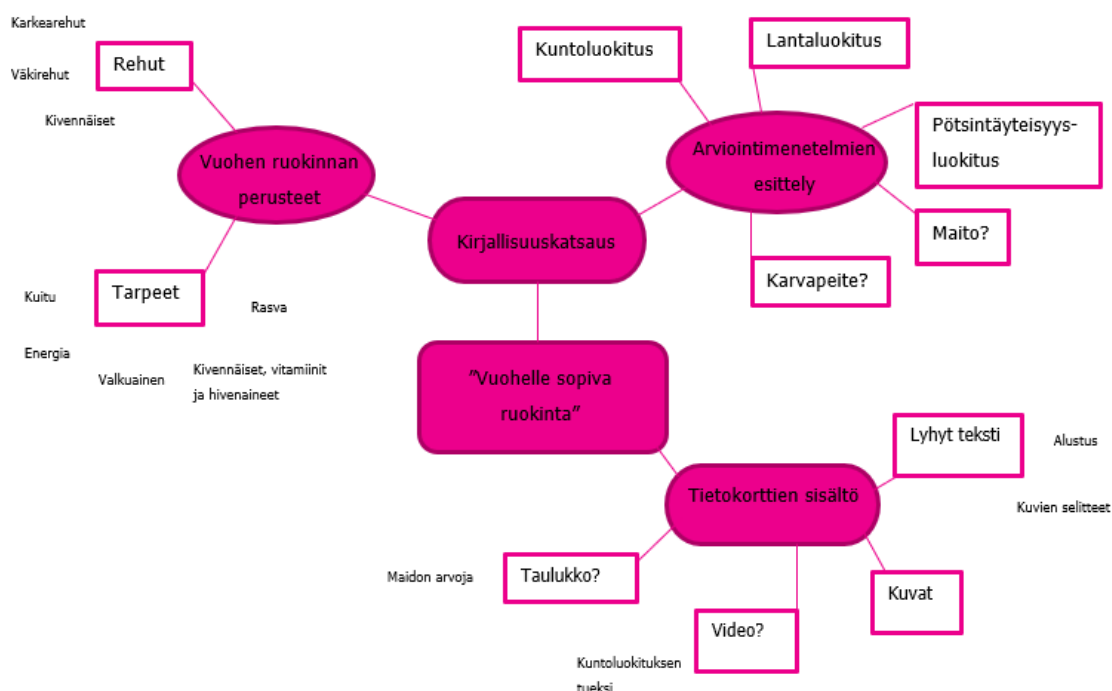 Karkearehut
Rehut
Väkirehut
Kivennäiset
Vuohen ruokinnan
perusteet
Tarpeet
Kuitu
Rasva
Energia
Valkuainen
Kivennäiset, vitamiinit
ja hivenaineet
Kirjallisuuskatsaus
Kuntoluokitus
Lantaluokitus
Arviointimenetelmien
esittely
Pötsintäyteisyys-
luokitus
Maito?
Karvapeite?
”Vuohelle sopiva
ruokinta”
Tietokorttien sisältö
Lyhyt teksti
Alustus
Kuvien selitteet
Kuvat
Video?
Kuntoluokituksen
tueksi
Taulukko?
Maidon arvoja